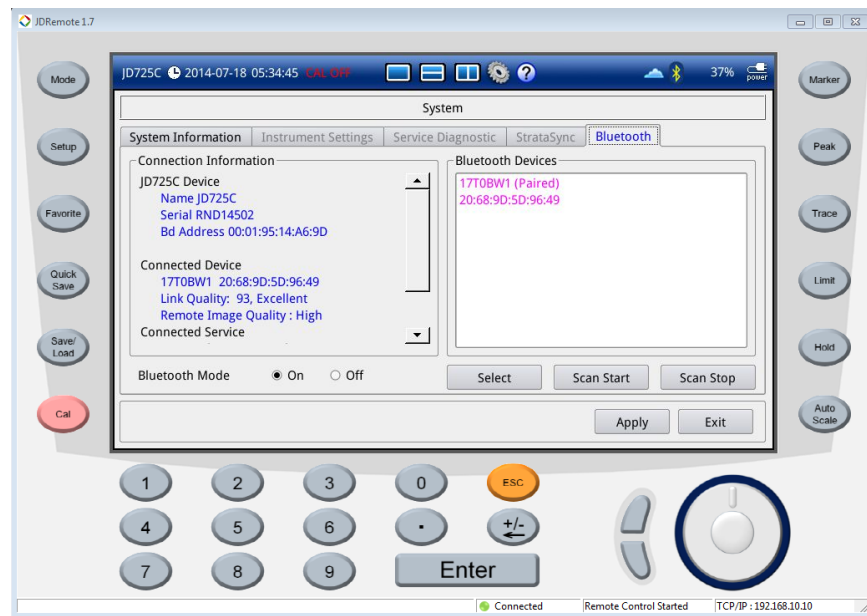 JDRemote 1.7
Mode
Setup
Favorite
Quick
Save
Save/
Load
Cal
JD725C 2014-07-18 05:34:45 CAL OFF
37%
power
System
System Information
Instrument Settings
Service Diagnostic
StrataSync
Bluetooth
Connection Information
JD725C Device
Name JD725C
Serial RND14502
Bd Address 00:01:95:14:A6:9D
Connected Device
17T0BW1 20:68:9D:5D:96:49
Link Quality: 93, Excellent
Remote Image Quality : High
Connected Service
Bluetooth Devices
17T0BW1 (Paired)
20:68:9D:5D:96:49
Bluetooth Mode
On
Off
Select
Scan Start
Scan Stop
Apply
Exit
Marker
Peak
Trace
Limit
Hold
Auto
Scale
1
2
3
0
ESC
4
5
6
.
+/-
7
8
9
Enter
Connected
Remote Control Started
TCP/IP : 192.168.10.10